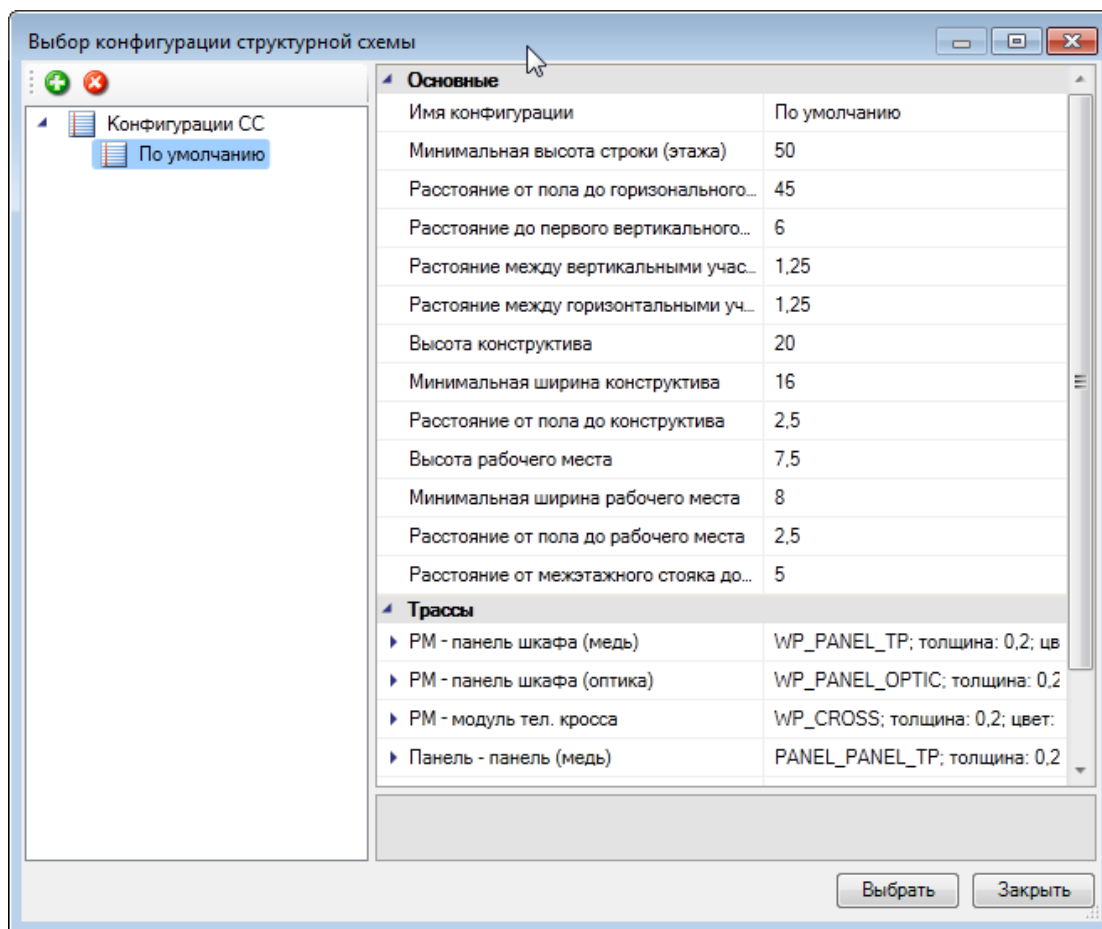 Выбор конфигурации структурной схемы
Конфигурации СС
По умолчанию
Основные
Имя конфигурации По умолчанию
Минимальная высота строки (этажа) 50
Расстояние от пола до горизонального... 45
Расстояние до первого вертикального... 6
Растояние между вертикальными учас... 1,25
Растояние между горизонтальными уч... 1,25
Высота конструктива 20
Минимальная ширина конструктива 16
Расстояние от пола до конструктива 2,5
Высота рабочего места 7,5
Минимальная ширина рабочего места 8
Расстояние от пола до рабочего места 2,5
Расстояние от межэтажного стояка до... 5
Трассы
РМ - панель шкафа (медь) WP_PANEL_TP; толщина: 0,2; цв
РМ - панель шкафа (оптика) WP_PANEL_OPTIC; толщина: 0,2
РМ - модуль тел. кросса WP_CROSS; толщина: 0,2; цвет:
Панель - панель (медь) PANEL_PANEL_TP; толщина: 0,2
Выбрать Закрыть